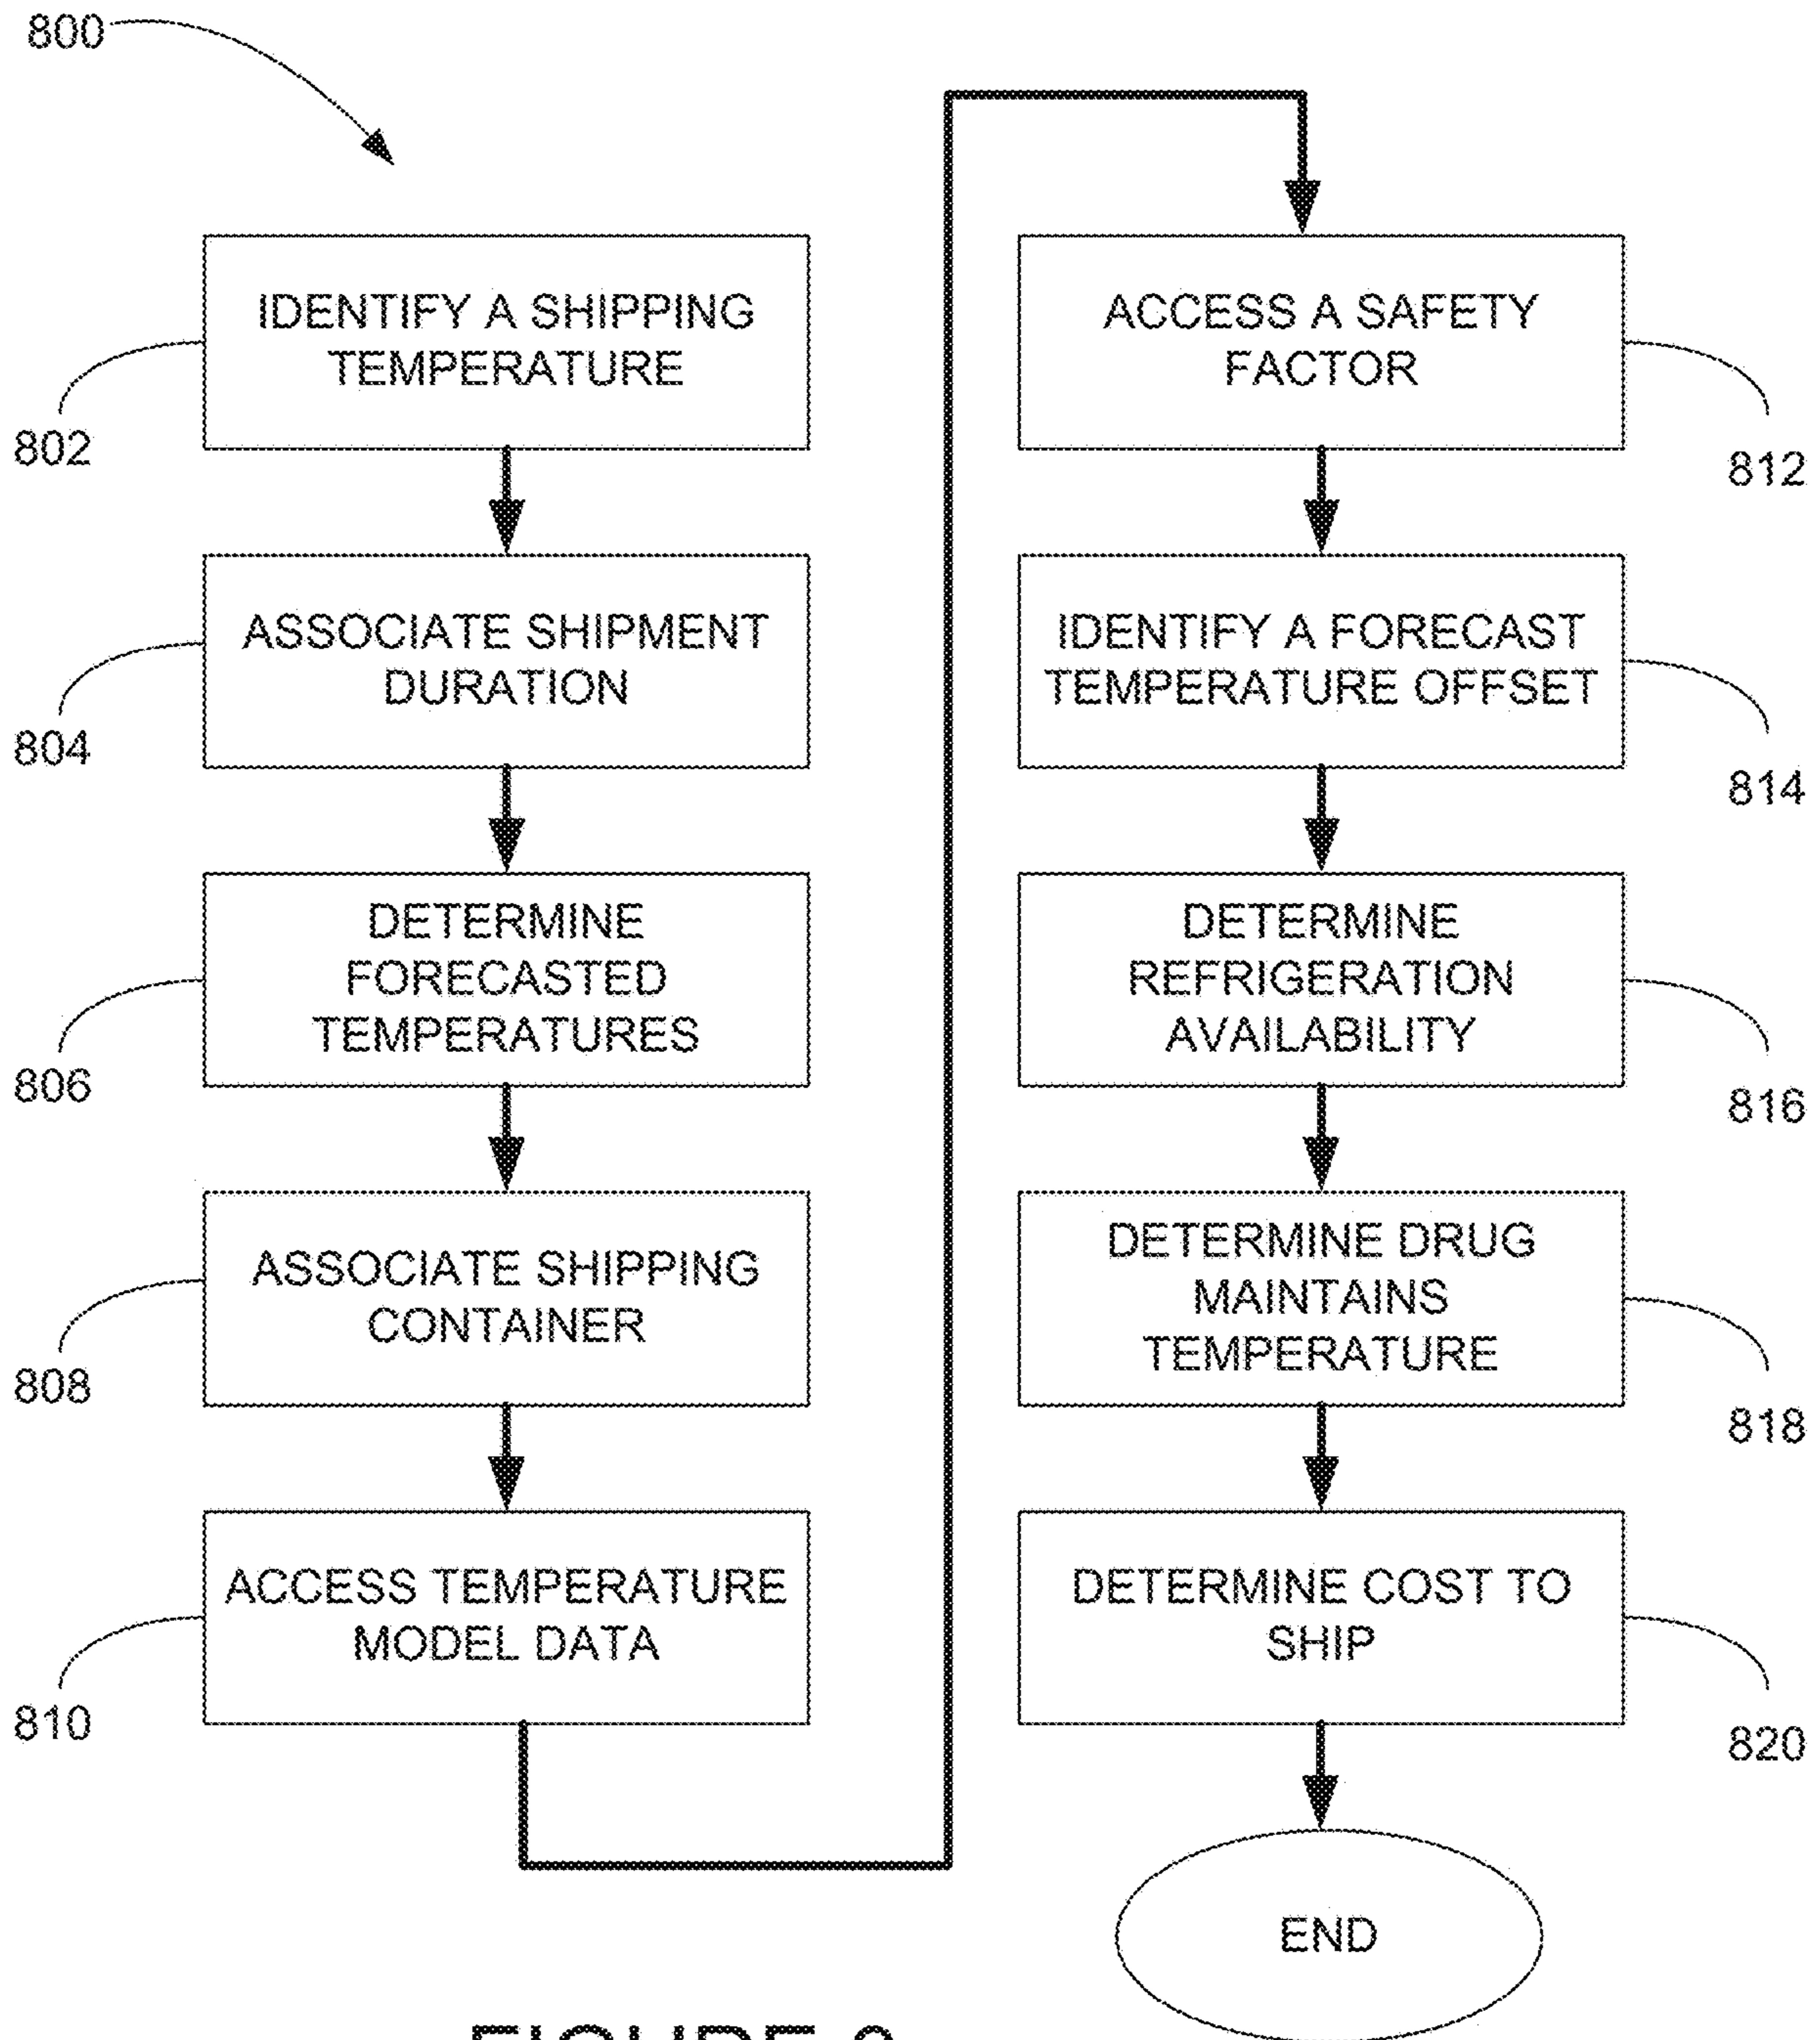 800
IDENTIFY A SHIPPING
TEMPERATURE
802
ASSOCIATE SHIPMENT
DURATION
804
DETERMINE
FORECASTED
TEMPERATURES
806
ASSOCIATE SHIPPING
CONTAINER
808
ACCESS TEMPERATURE
MODEL DATA
810
ACCESS A SAFETY
FACTOR
812
IDENTIFY A FORECAST
TEMPERATURE OFFSET
814
DETERMINE
REFRIGERATION
AVAILABILITY
816
DETERMINE DRUG
MAINTAINS
TEMPERATURE
818
DETERMINE COST TO
SHIP
820
END
FIGURE